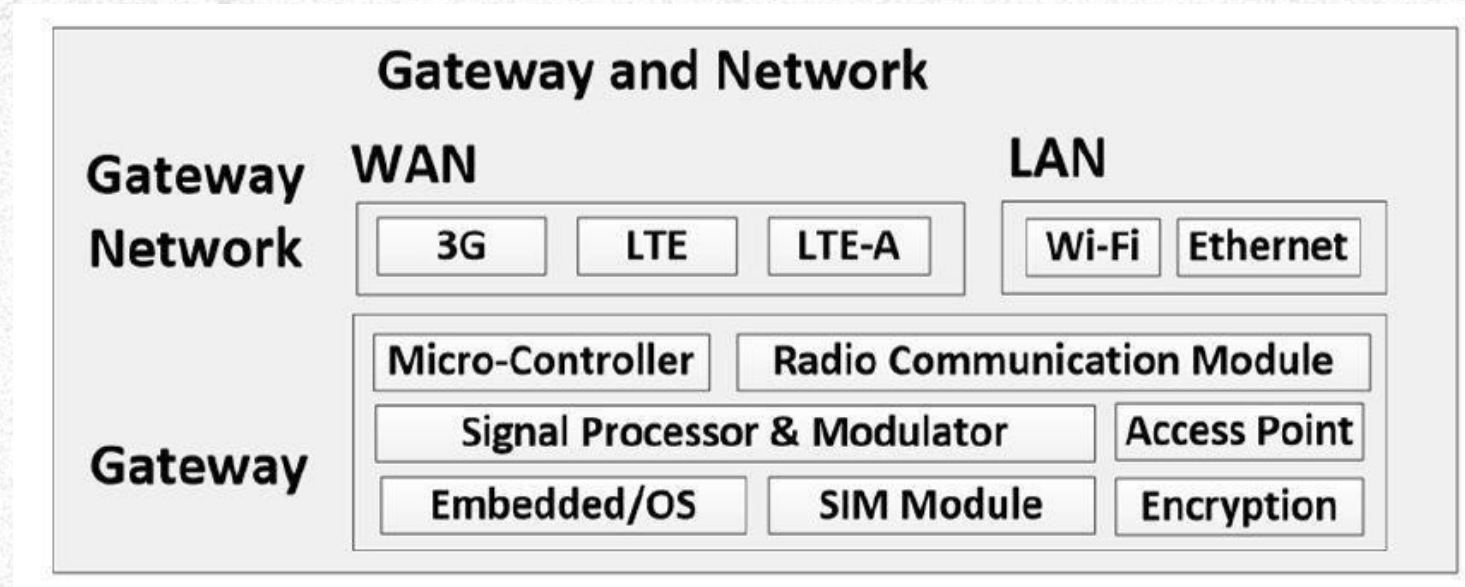 Gateway and Network
Gateway Network
WAN
LAN
3G
LTE
LTE-A
Wi-Fi
Ethernet
Gateway
Micro-Controller
Radio Communication Module
Signal Processor & Modulator
Access Point
Embedded/OS
SIM Module
Encryption